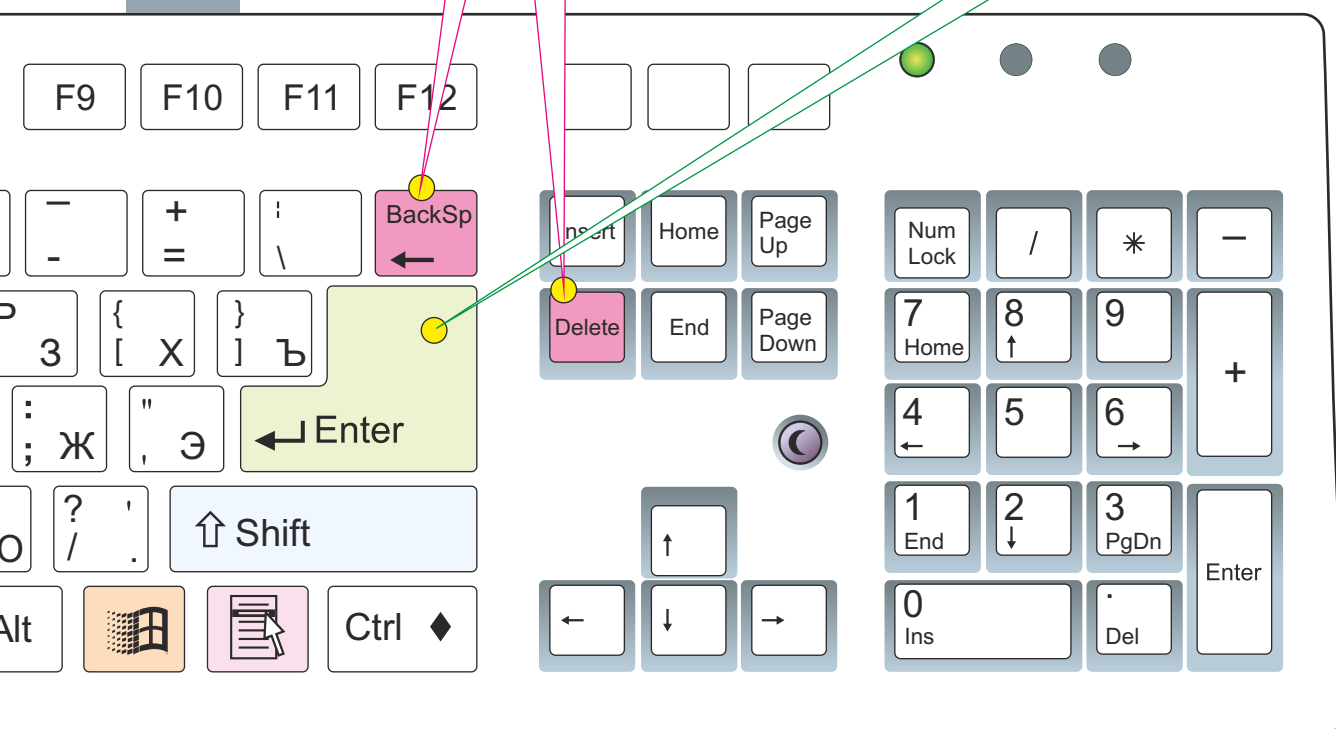 F9 F10 F11 F12
— + ¦ BackSp
- = \ ←
Insert Home Page Up
Num Lock / * —
{ }
З [ Х ] Ъ
Delete End Page Down
7 Home 8 ↑ 9 +
: "
; Ж , Э ↵ Enter
4 ← 5 6 →
? '
/ . ⇧ Shift
1 End 2 ↓ 3 PgDn Enter
↑
Alt Ctrl ♦
← ↓ →
0 Ins . Del